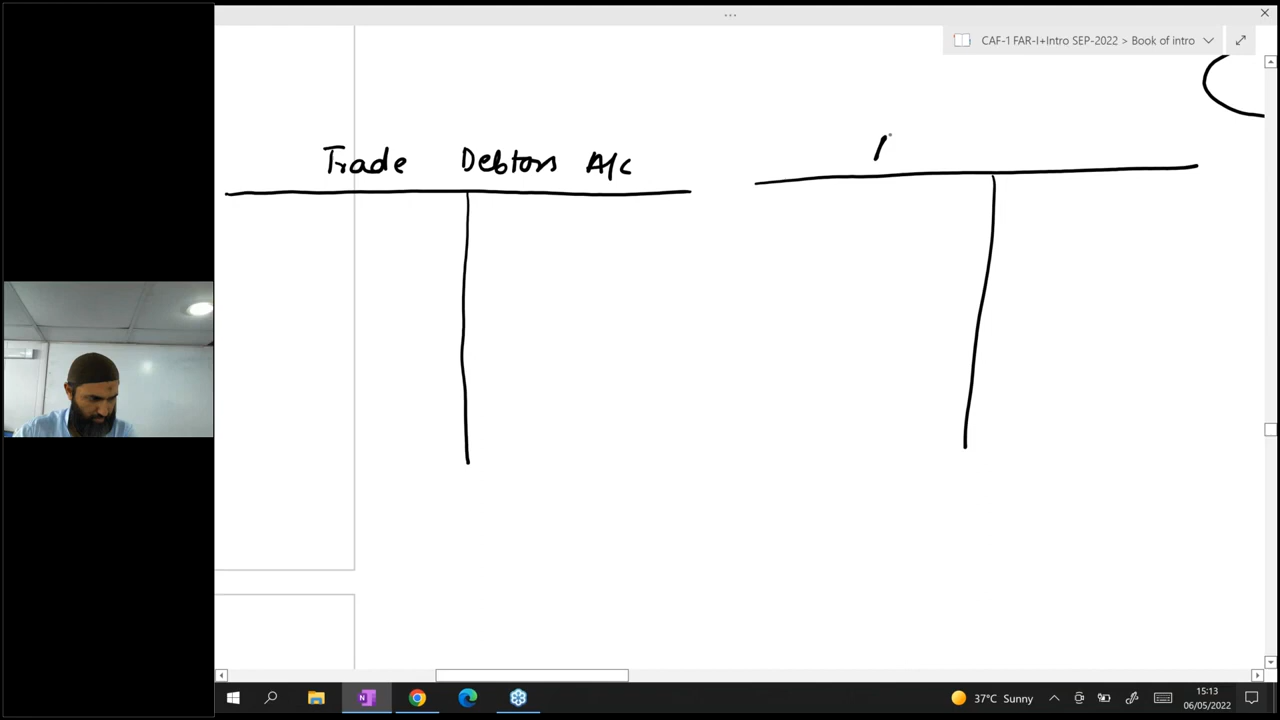 CAF-1 FAR-I+Intro SEP-2022 > Book of intro
Trade Debtors A/c
37°C Sunny
15:13
06/05/2022